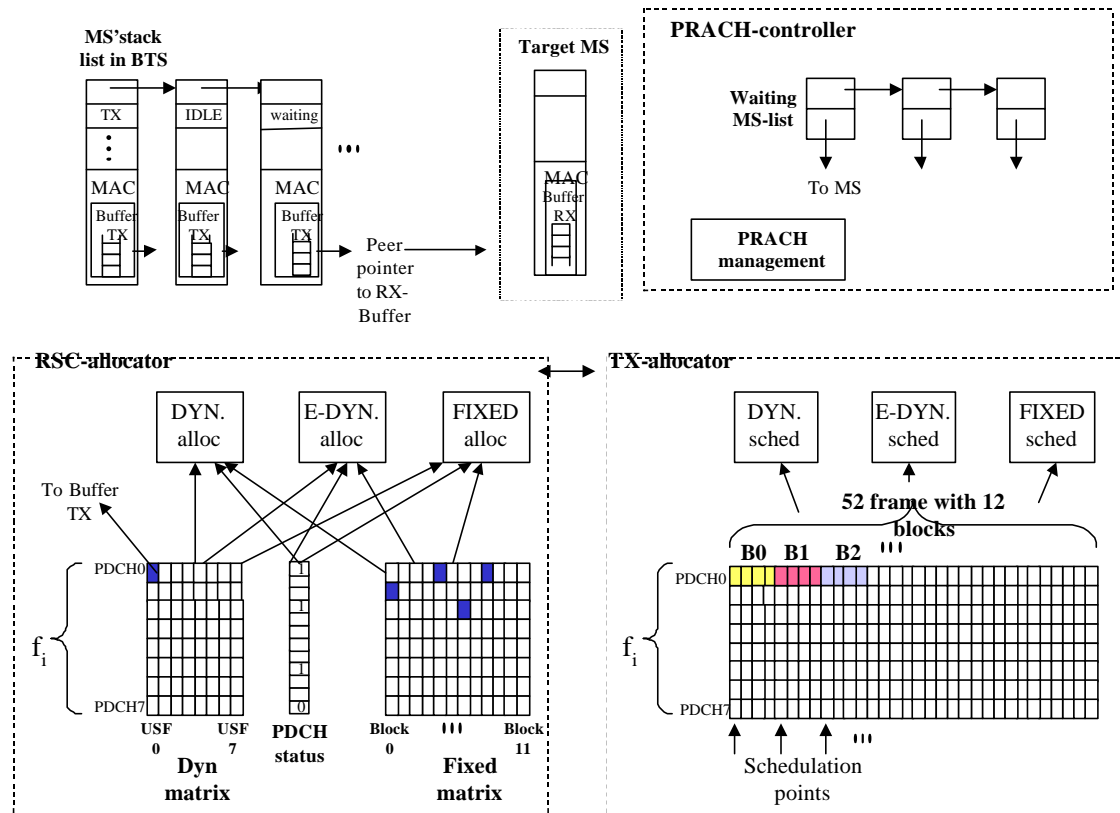 MS'stack
list in BTS
TX
IDLE
waiting
MAC
MAC
MAC
Buffer
TX
Buffer
TX
Buffer
TX
Peer
pointer
to RX-
Buffer
Target MS
MAC
Buffer
RX
PRACH-controller
Waiting
MS-list
To MS
PRACH
management
RSC-allocator
DYN.
alloc
E-DYN.
alloc
FIXED
alloc
To Buffer
TX
PDCH0
PDCH7
f i
1
1
1
0
USF
0
USF
7
PDCH
status
Block
0
Block
11
Dyn
matrix
Fixed
matrix
TX-allocator
DYN.
sched
E-DYN.
sched
FIXED
sched
52 frame with 12
blocks
B0 B1 B2
PDCH0
PDCH7
f i
Schedulation
points